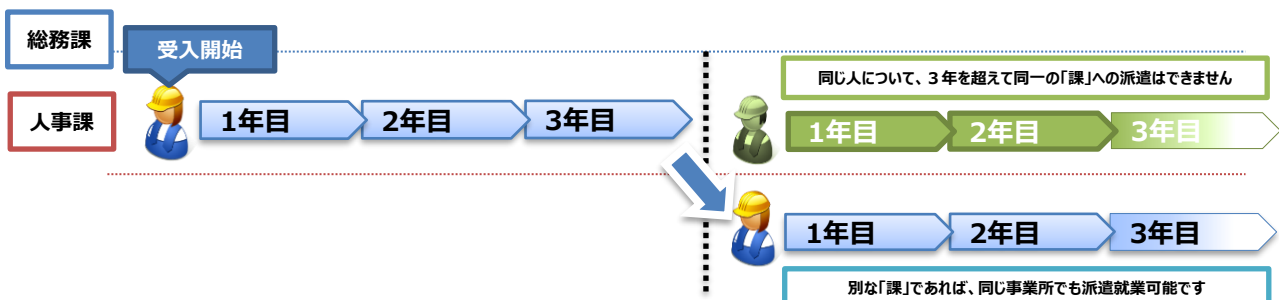 総務課
受入開始
同じ人について、３年を超えて同一の「課」への派遣はできません
人事課
1年目 2年目 3年目
1年目 2年目 3年目
1年目 2年目 3年目
別な「課」であれば、同じ事業所でも派遣就業可能です